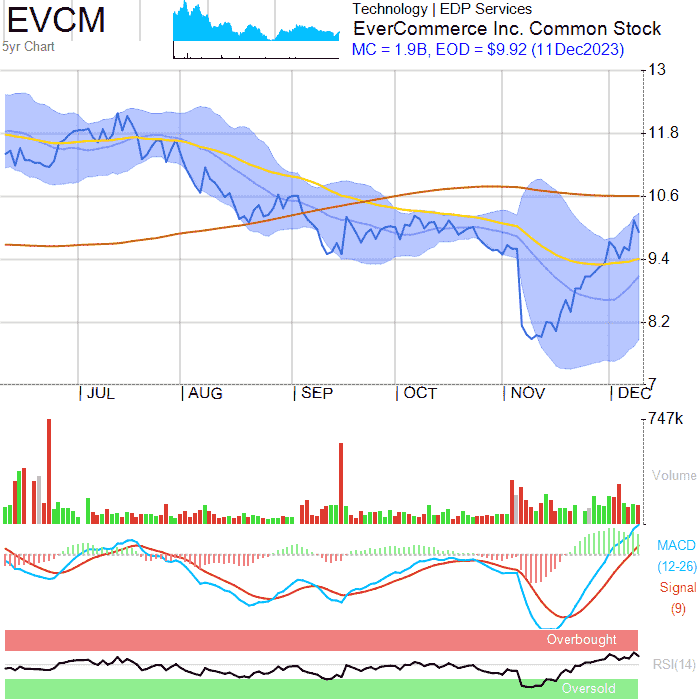 EVCM
5yr Chart
Technology | EDP Services
EverCommerce Inc. Common Stock
MC = 1.9B, EOD = $9.92 (11Dec2023)
13
11.8
10.6
9.4
8.2
7
JUL
AUG
SEP
OCT
NOV
DEC
747k
Volume
MACD
(12-26)
Signal
(9)
Overbought
RSI(14)
Oversold